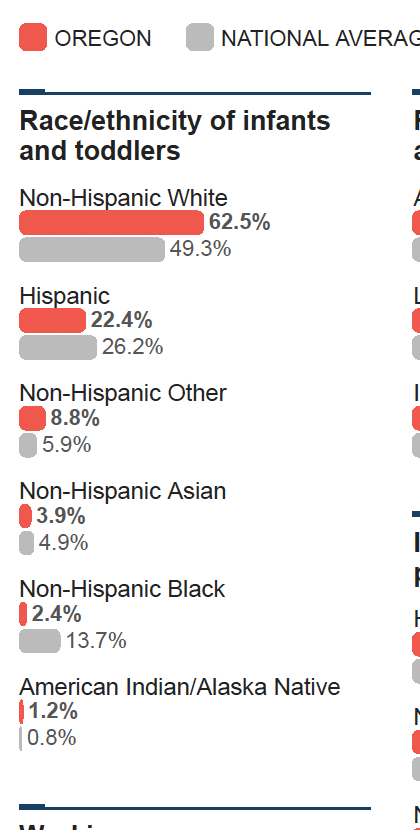 OREGON NATIONAL
Race/ethnicity of infants
and toddlers
Non-Hispanic White
62.5%
49.3%
Hispanic
22.4%
26.2%
Non-Hispanic Other
8.8%
5.9%
Non-Hispanic Asian
3.9%
4.9%
Non-Hispanic Black
2.4%
13.7%
American Indian/Alaska Native
1.2%
0.8%